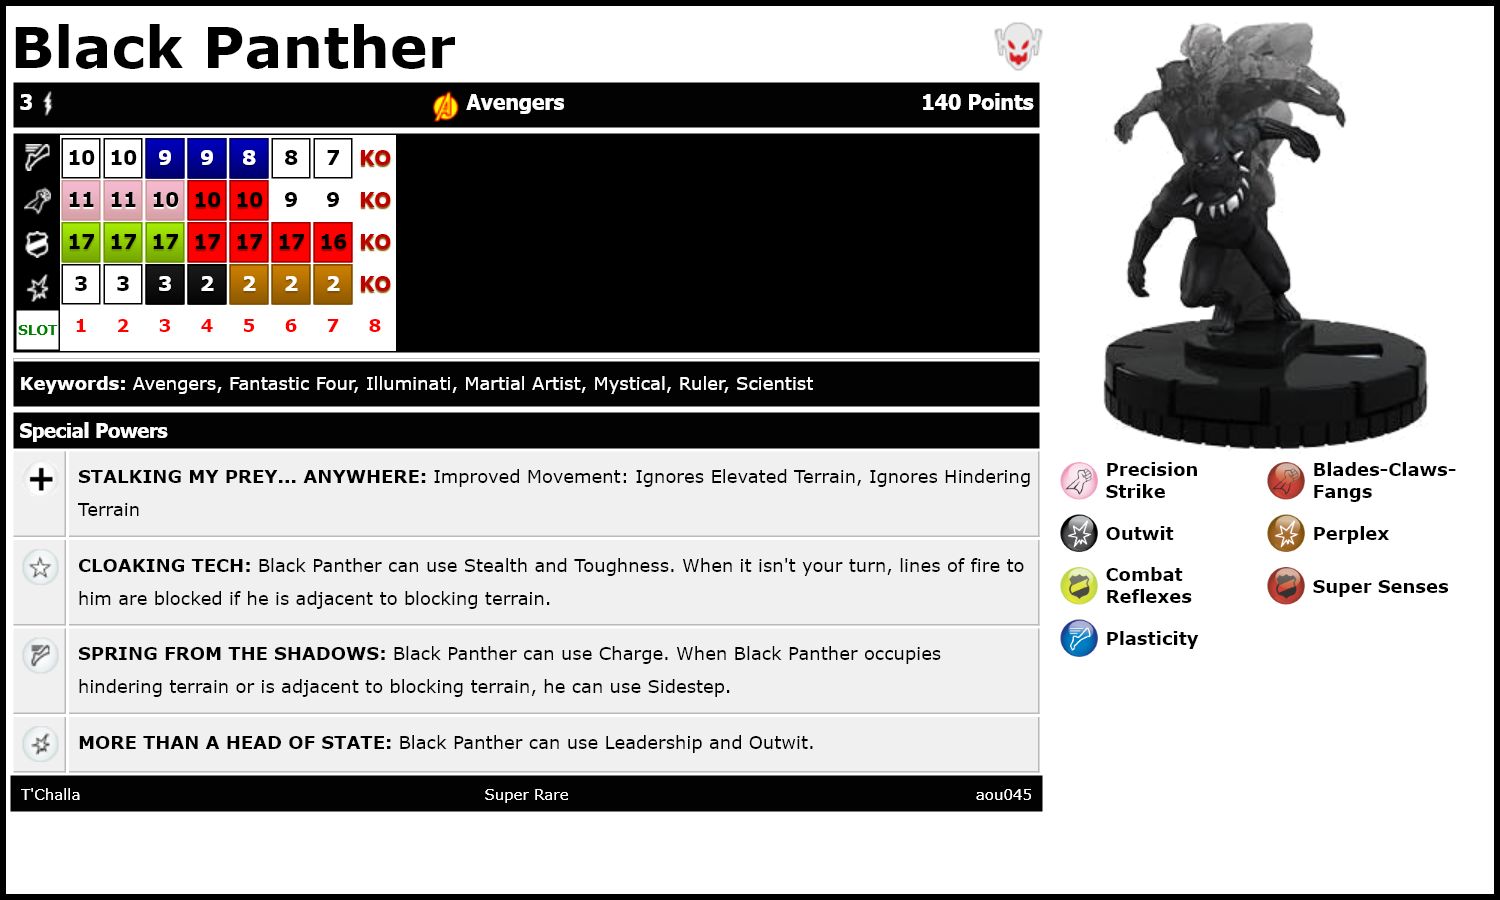 Black Panther
3 Avengers 140 Points
10 10 9 9 8 8 7 KO
11 11 10 10 10 9 9 KO
17 17 17 17 17 17 16 KO
3 3 3 2 2 2 2 KO
SLOT 1 2 3 4 5 6 7 8
Keywords: Avengers, Fantastic Four, Illuminati, Martial Artist, Mystical, Ruler, Scientist
Special Powers
STALKING MY PREY... ANYWHERE: Improved Movement: Ignores Elevated Terrain, Ignores Hindering
Terrain
CLOAKING TECH: Black Panther can use Stealth and Toughness. When it isn't your turn, lines of fire to
him are blocked if he is adjacent to blocking terrain.
SPRING FROM THE SHADOWS: Black Panther can use Charge. When Black Panther occupies
hindering terrain or is adjacent to blocking terrain, he can use Sidestep.
MORE THAN A HEAD OF STATE: Black Panther can use Leadership and Outwit.
T'Challa Super Rare aou045
Precision
Strike
Blades-Claws-
Fangs
Outwit
Perplex
Combat
Reflexes
Super Senses
Plasticity